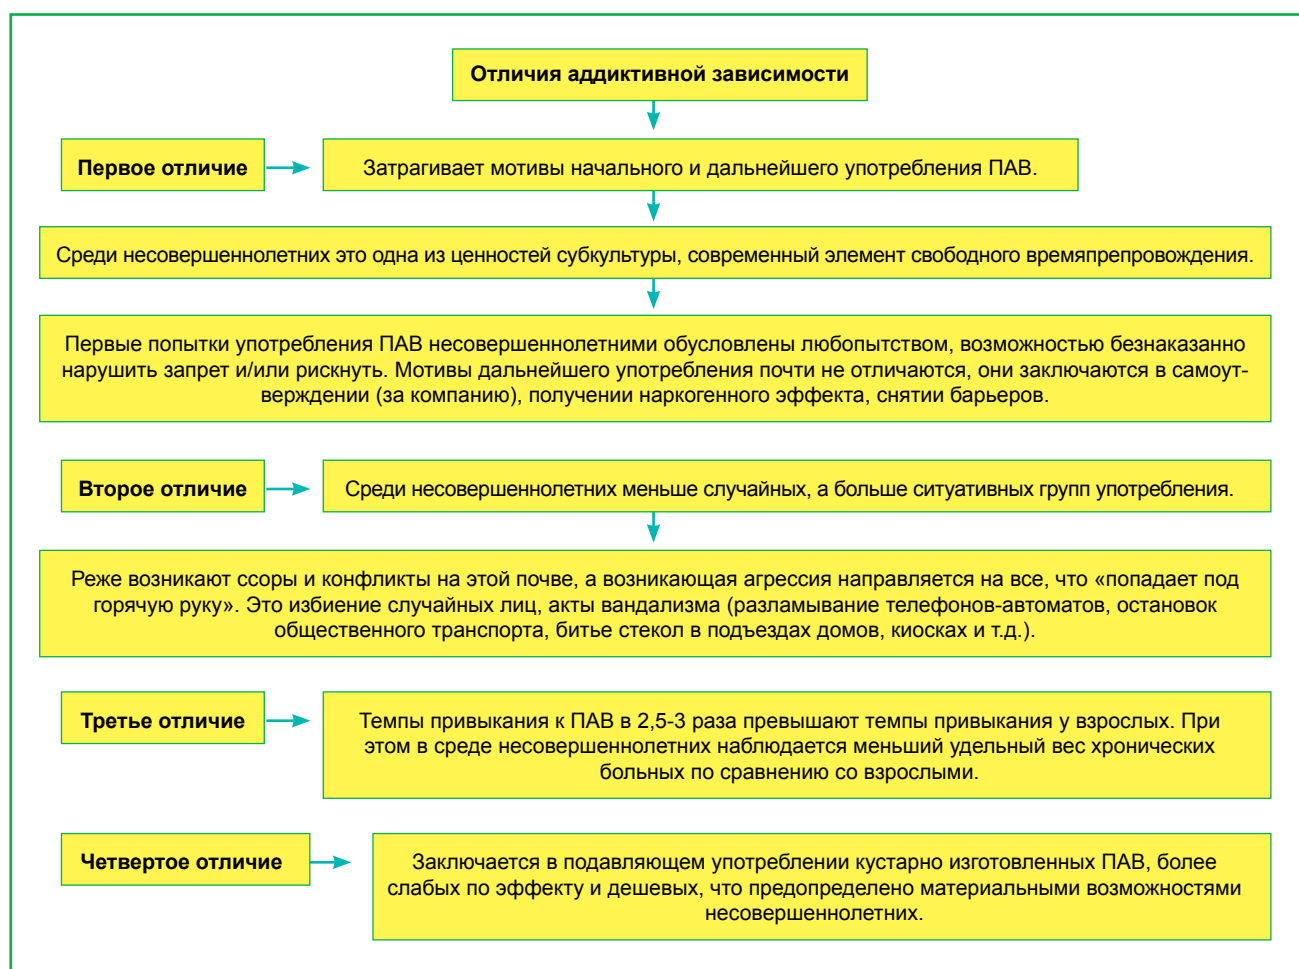 Отличия аддиктивной зависимости
Первое отличие
Затрагивает мотивы начального и дальнейшего употребления ПАВ.
Среди несовершеннолетних это одна из ценностей субкультуры, современный элемент свободного времяпрепровождения.
Первые попытки употребления ПАВ несовершеннолетними обусловлены любопытством, возможностью безнаказанно
нарушить запрет и/или рискнуть. Мотивы дальнейшего употребления почти не отличаются, они заключаются в самоут-
верждении (за компанию), получении наркогенного эффекта, снятии барьеров.
Второе отличие
Среди несовершеннолетних меньше случайных, а больше ситуативных групп употребления.
Реже возникают ссоры и конфликты на этой почве, а возникающая агрессия направляется на все, что «попадает под
горячую руку». Это избиение случайных лиц, акты вандализма (разламывание телефонов-автоматов, остановок
общественного транспорта, битье стекол в подъездах домов, киосках и т.д.).
Третье отличие
Темпы привыкания к ПАВ в 2,5-3 раза превышают темпы привыкания у взрослых. При
этом в среде несовершеннолетних наблюдается меньший удельный вес хронических
больных по сравнению со взрослыми.
Четвертое отличие
Заключается в подавляющем употреблении кустарно изготовленных ПАВ, более
слабых по эффекту и дешевых, что предопределено материальными возможностями
несовершеннолетних.